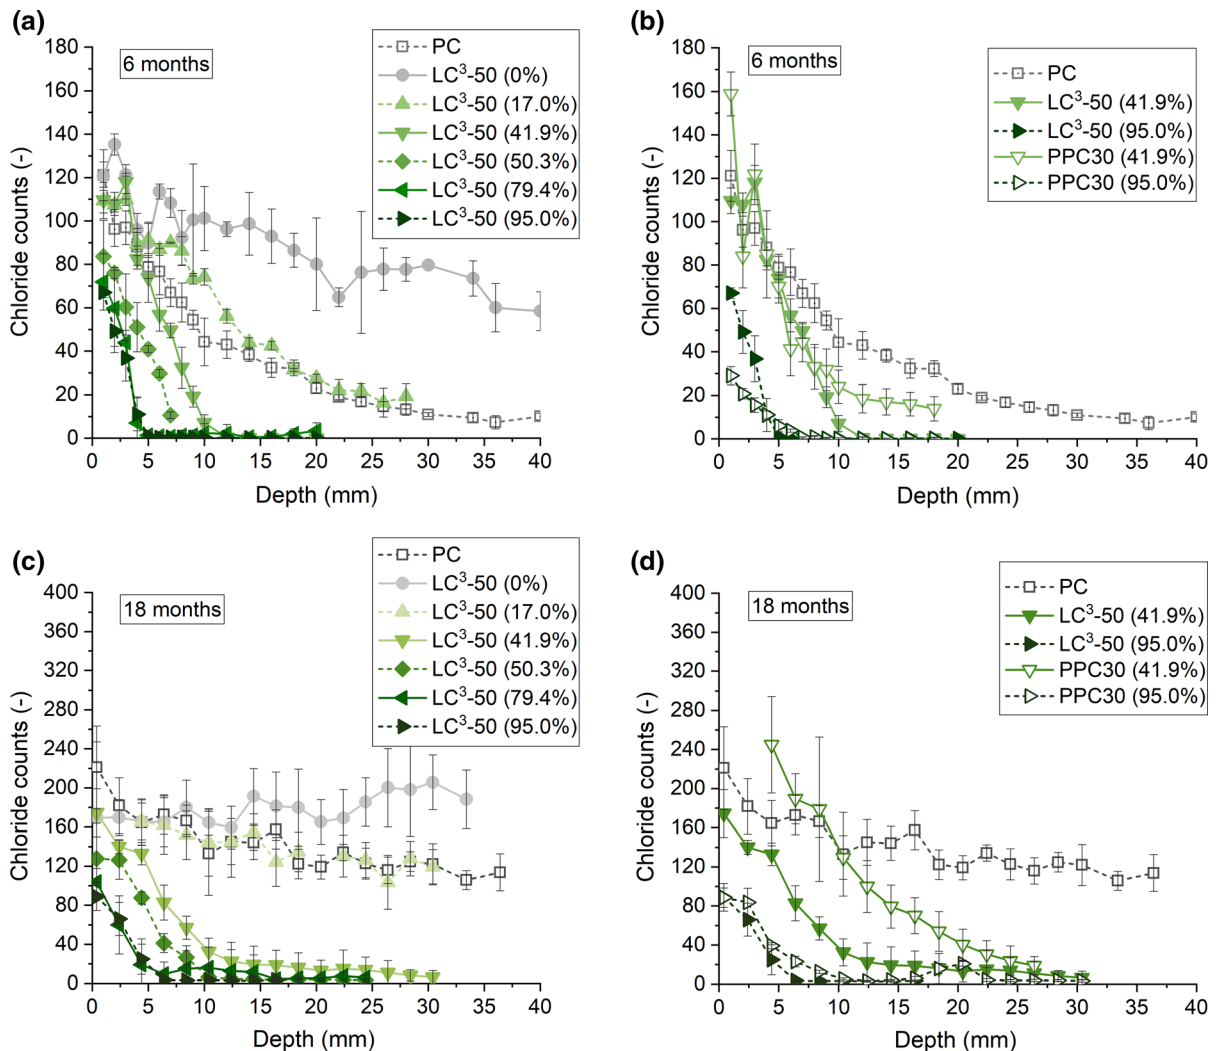 (a)
180
160
140
120
100
80
60
40
20
0
Chloride counts (-)
6 months
PC
LC³-50 (0%)
LC³-50 (17.0%)
LC³-50 (41.9%)
LC³-50 (50.3%)
LC³-50 (79.4%)
LC³-50 (95.0%)
0 5 10 15 20 25 30 35 40
Depth (mm)
(b)
180
160
140
120
100
80
60
40
20
0
Chloride counts (-)
6 months
PC
LC³-50 (41.9%)
LC³-50 (95.0%)
PPC30 (41.9%)
PPC30 (95.0%)
0 5 10 15 20 25 30 35 40
Depth (mm)
(c)
400
360
320
280
240
200
160
120
80
40
0
Chloride counts (-)
18 months
PC
LC³-50 (0%)
LC³-50 (17.0%)
LC³-50 (41.9%)
LC³-50 (50.3%)
LC³-50 (79.4%)
LC³-50 (95.0%)
0 5 10 15 20 25 30 35 40
Depth (mm)
(d)
400
360
320
280
240
200
160
120
80
40
0
Chloride counts (-)
18 months
PC
LC³-50 (41.9%)
LC³-50 (95.0%)
PPC30 (41.9%)
PPC30 (95.0%)
0 5 10 15 20 25 30 35 40
Depth (mm)